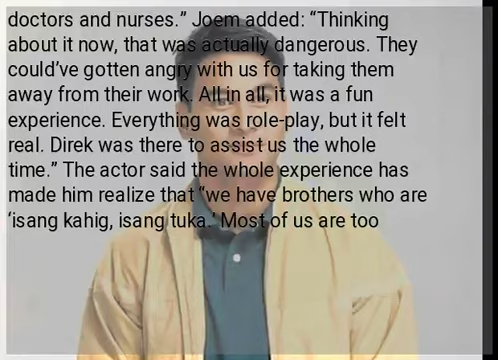 doctors and nurses.” Joem added: “Thinking
about it now, that was actually dangerous. They
could’ve gotten angry with us for taking them
away from their work. All in all, it was a fun
experience. Everything was role-play, but it felt
real. Direk was there to assist us the whole
time.” The actor said the whole experience has
made him realize that “we have brothers who are
‘isang kahig, isang tuka.’ Most of us are too